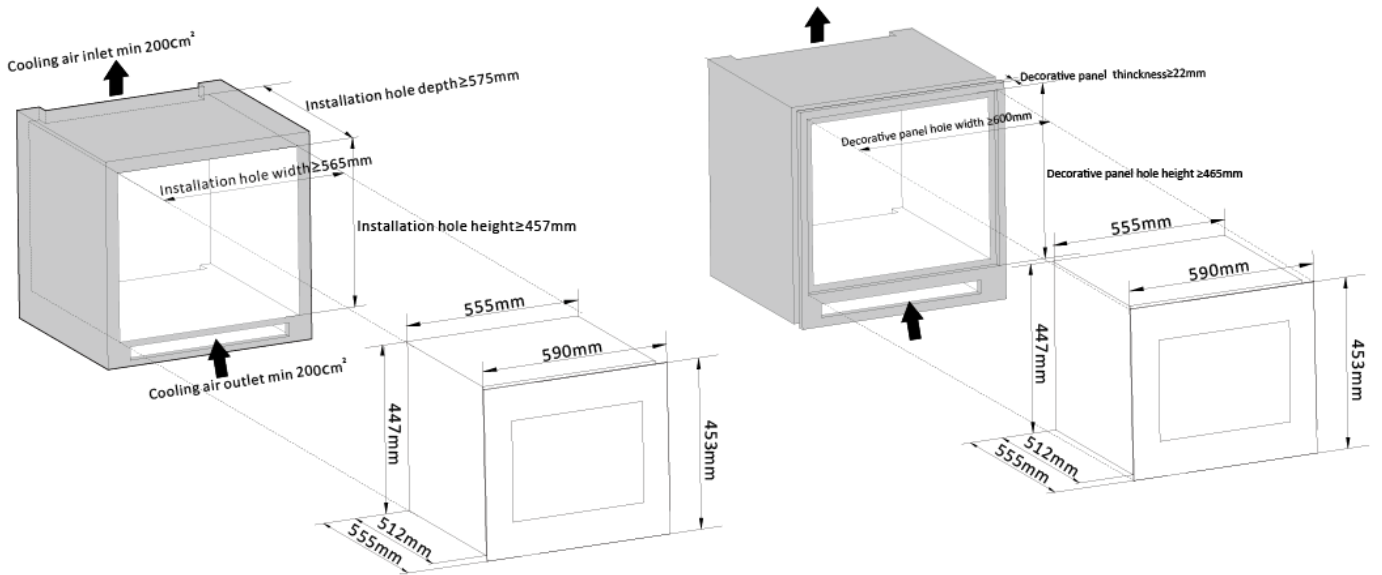 Cooling air inlet min 200Cm²
Installation hole depth≥575mm
Installation hole width≥565mm
Installation hole height≥457mm
Cooling air outlet min 200Cm²
555mm
590mm
447mm
453mm
512mm
555mm
Decorative panel thinckness≥22mm
Decorative panel hole width ≥600mm
Decorative panel hole height ≥465mm
555mm
590mm
447mm
453mm
512mm
555mm